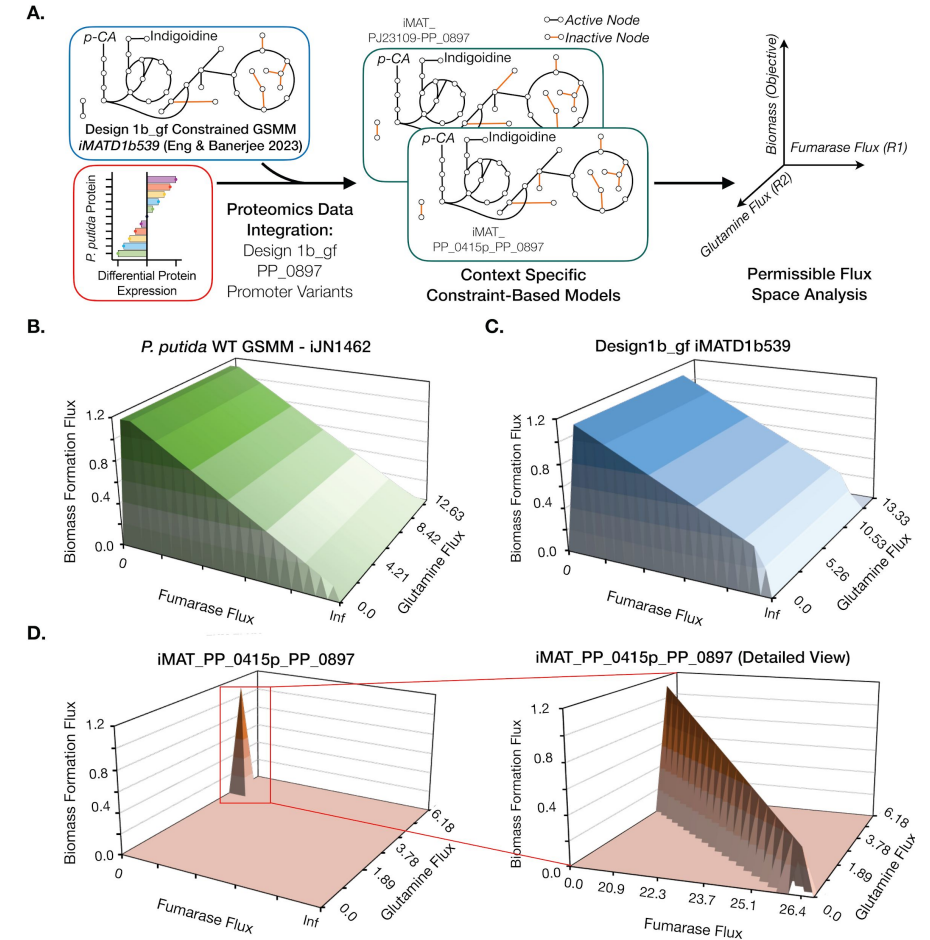 A.
p-CA
Indigoidine
Design 1b_gf Constrained GSMM
iMATD1b539 (Eng & Banerjee 2023)
P. putida Protein
Differential Protein
Expression
Proteomics Data
Integration:
Design 1b_gf
PP_0897
Promoter Variants
iMAT_
PJ23109-PP_0897
Active Node
Inactive Node
p-CA
Indigoidine
p-CA
Indigoidine
iMAT_
PP_0415p_PP_0897
Context Specific
Constraint-Based Models
Biomass (Objective)
Fumarase Flux (R1)
Glutamine Flux (R2)
Permissible Flux
Space Analysis
B.
P. putida WT GSMM - iJN1462
Biomass Formation Flux
1.2
0.8
0.4
0.0
0
Fumarase Flux
Inf
0.0
4.21
8.42
12.63
Glutamine Flux
C.
Design1b_gf iMATD1b539
Biomass Formation Flux
1.2
0.8
0.4
0.0
0
Fumarase Flux
Inf
0.0
5.26
10.53
13.33
Glutamine Flux
D.
iMAT_PP_0415p_PP_0897
Biomass Formation Flux
1.2
0.8
0.4
0.0
0
Fumarase Flux
Inf
0.0
1.89
3.78
6.18
Glutamine Flux
iMAT_PP_0415p_PP_0897 (Detailed View)
Biomass Formation Flux
1.2
0.8
0.4
0.0
0.0
20.9
22.3
23.7
25.1
26.4
Fumarase Flux
0.0
1.89
3.78
6.18
Glutamine Flux